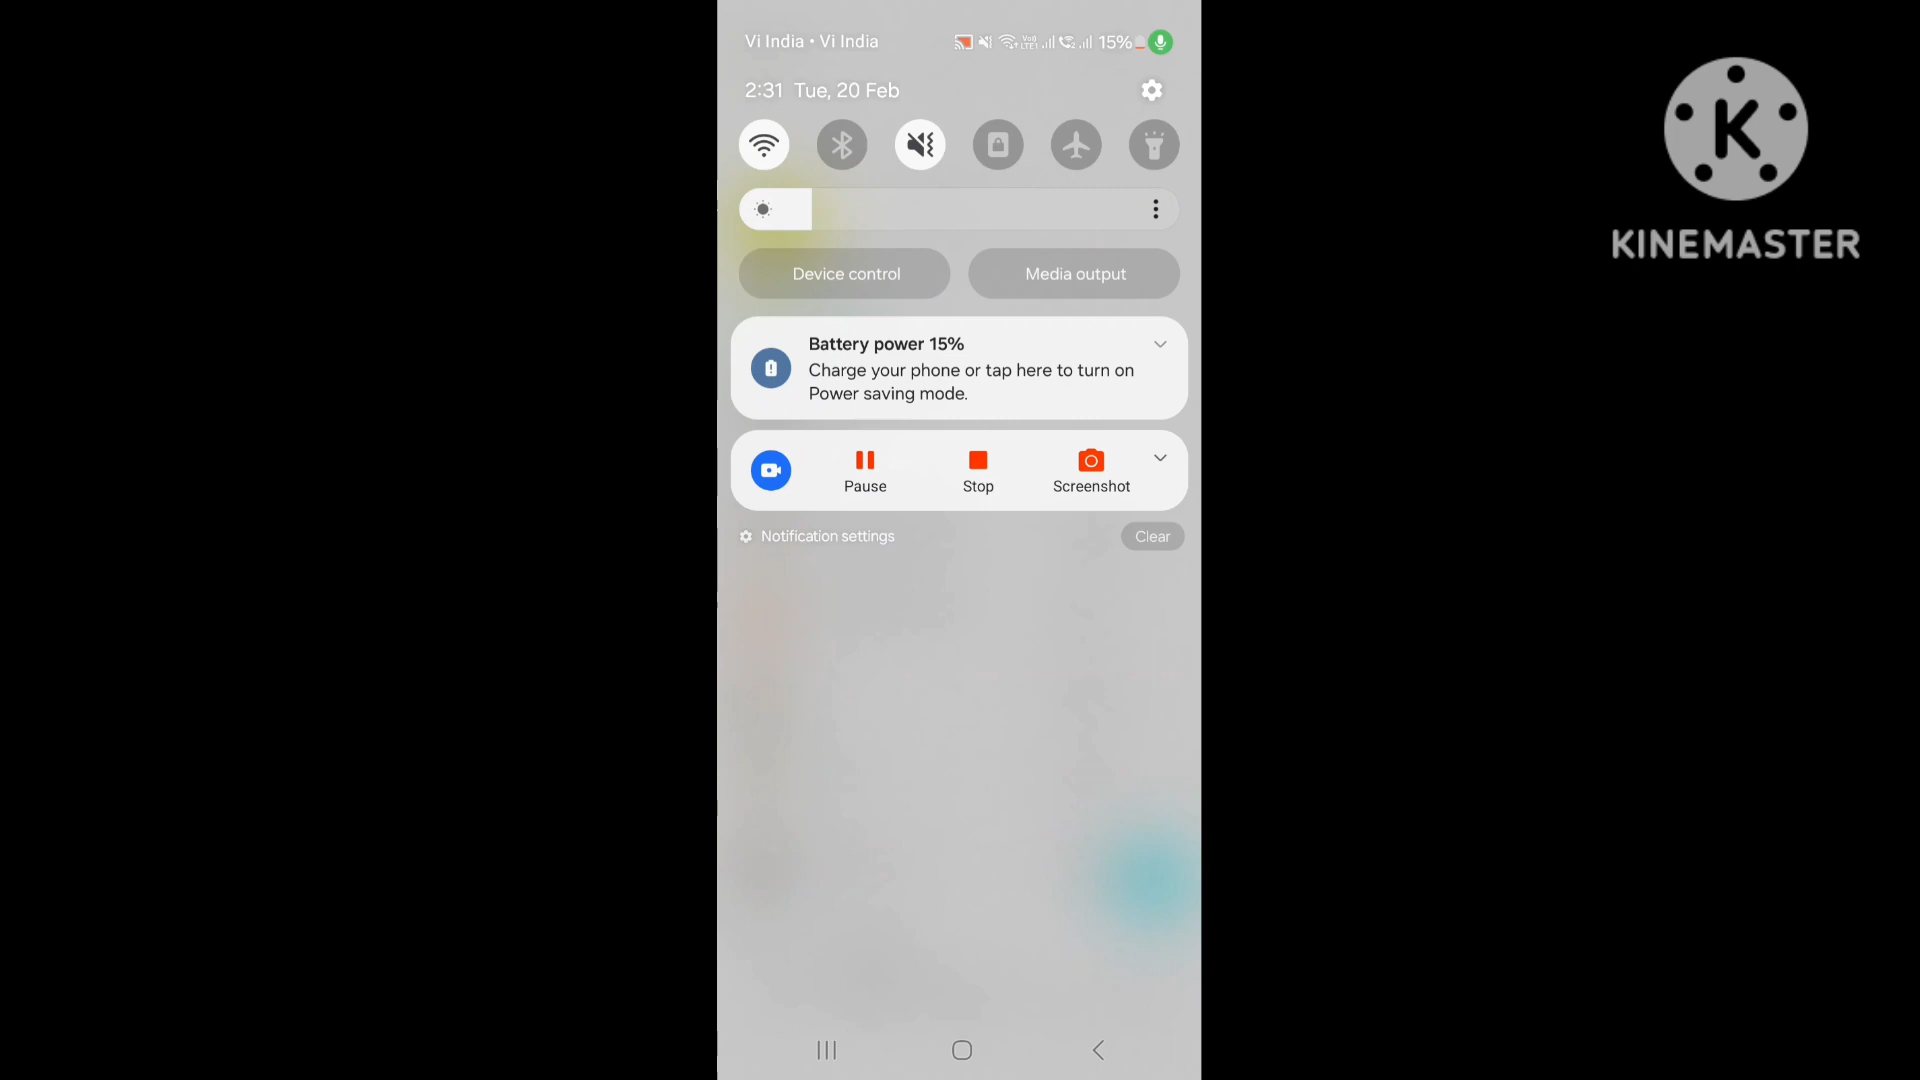 Vi India • Vi India
15%
2:31 Tue, 20 Feb
Device control
Media output
Battery power 15%
Charge your phone or tap here to turn on
Power saving mode.
Pause
Stop
Screenshot
Notification settings
Clear
K
KINEMASTER